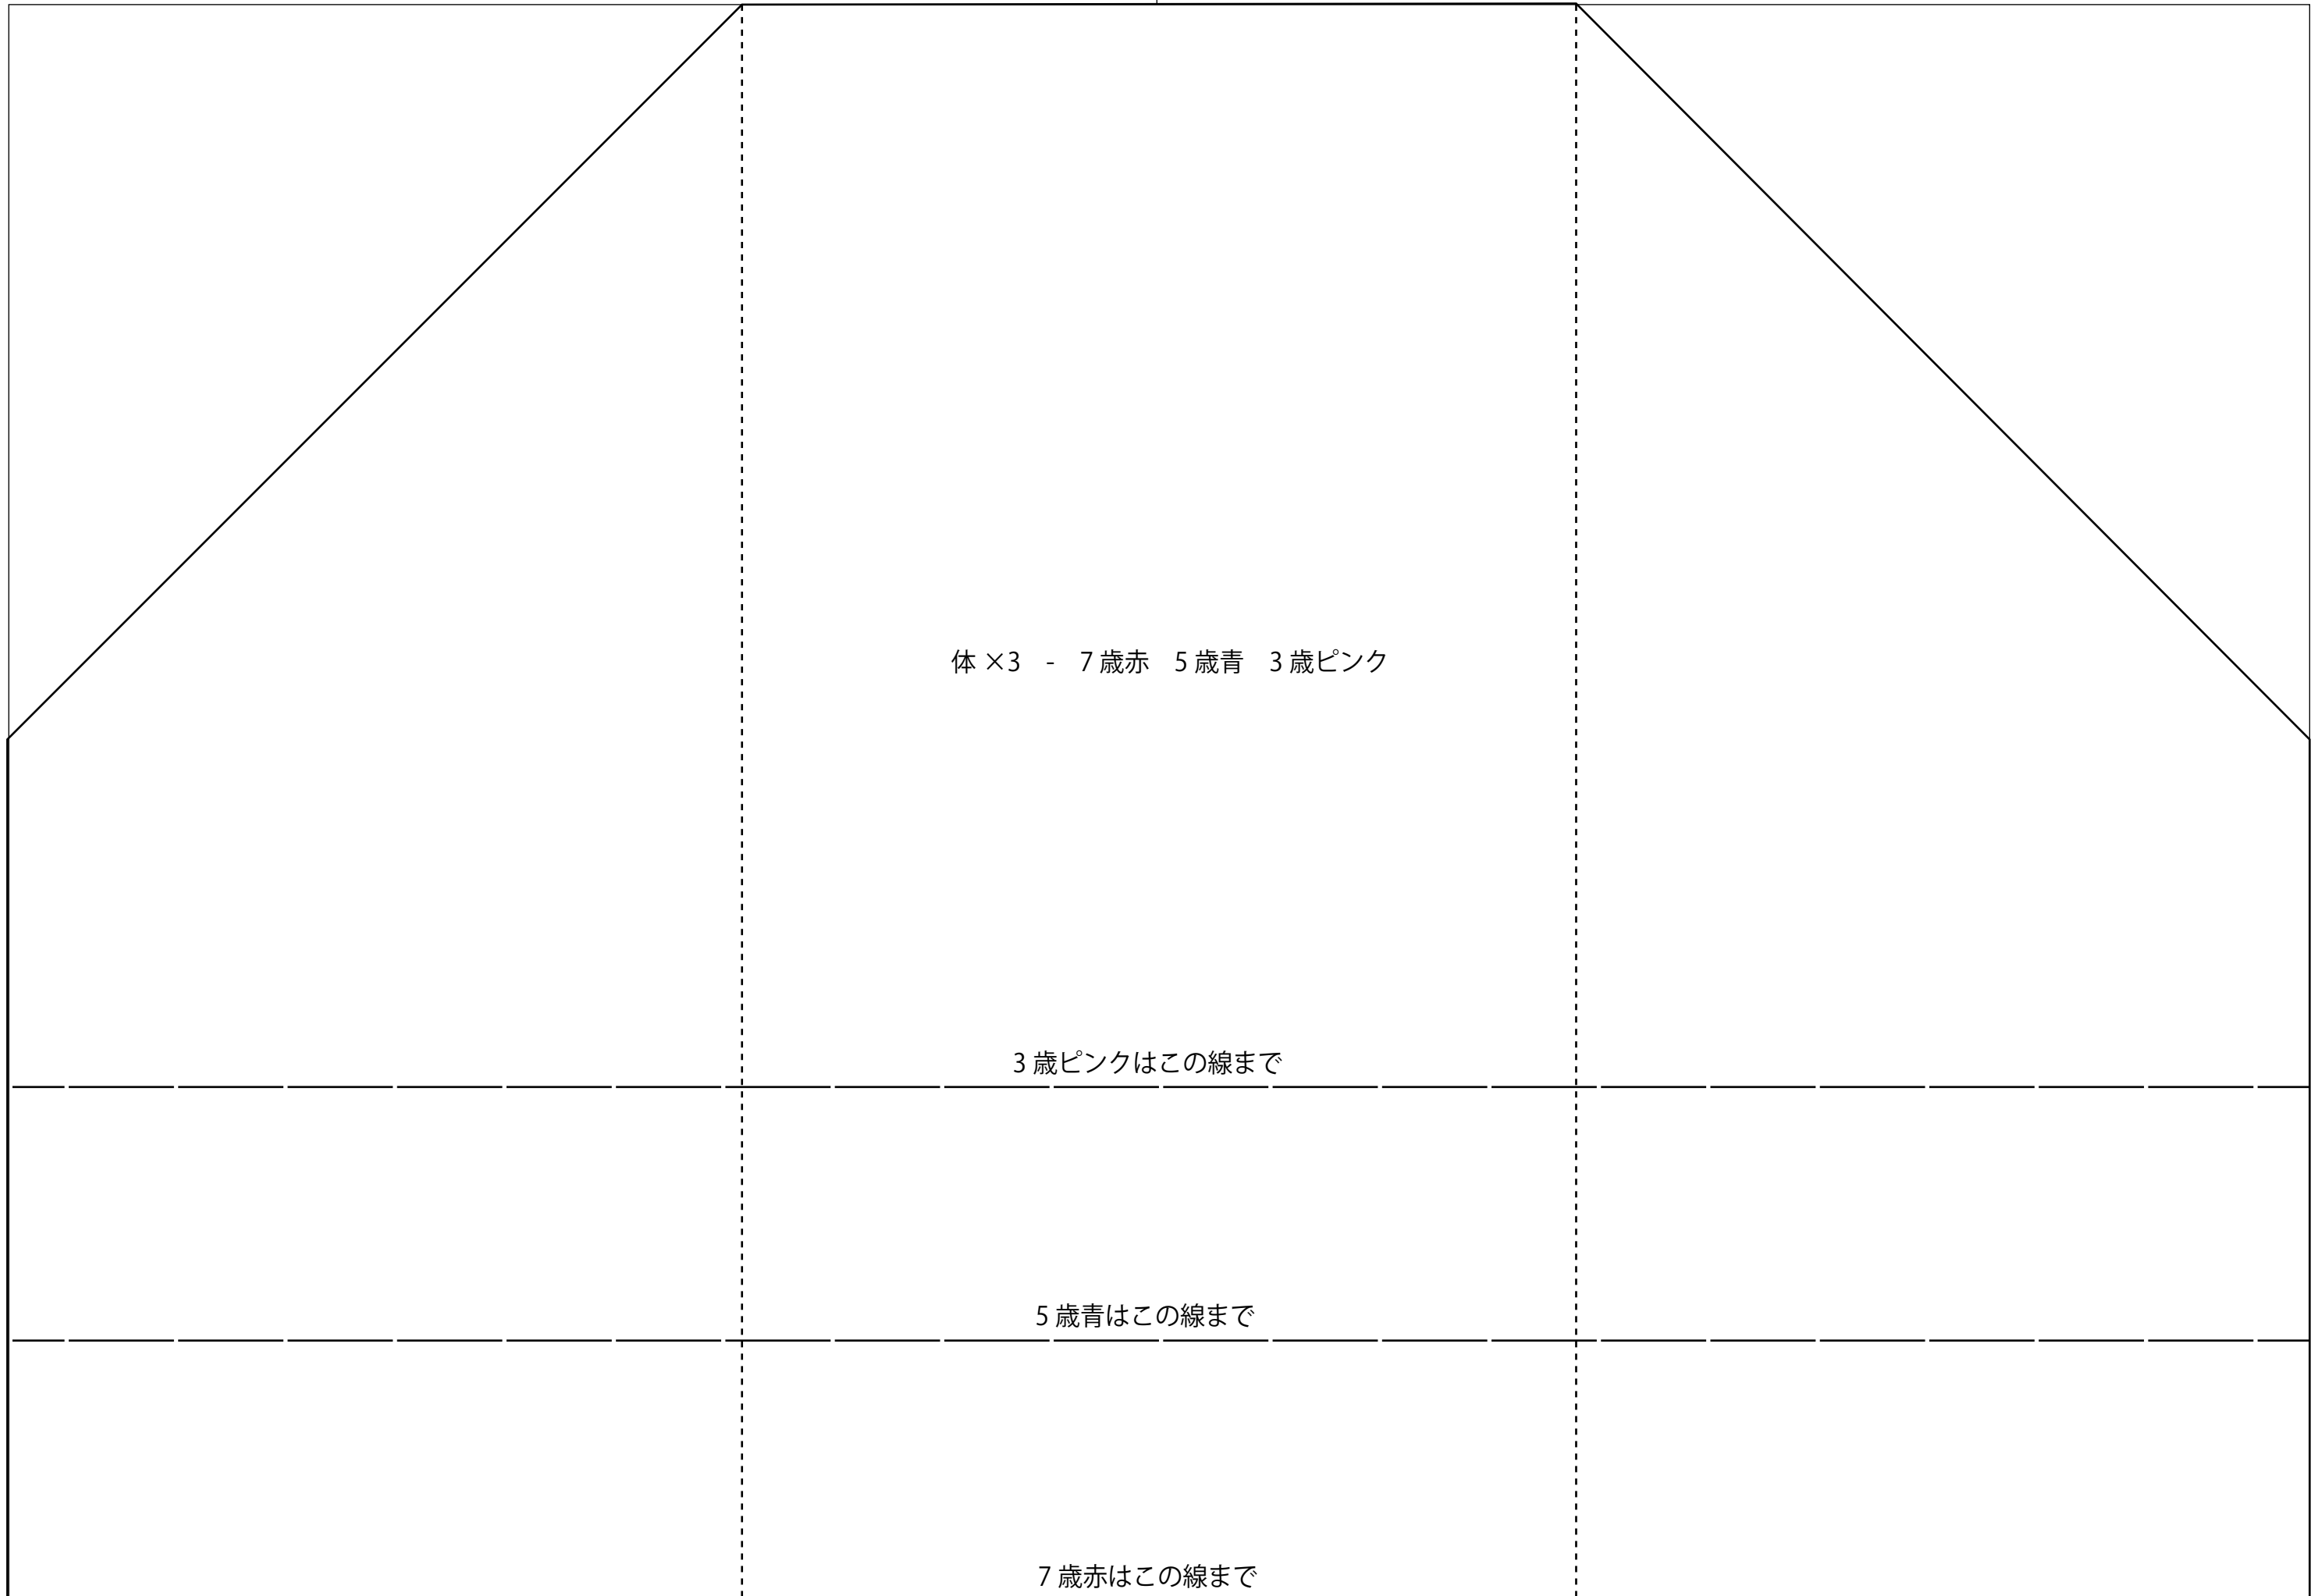 体 ×3　-　7 歳赤　5 歳青　3 歳ピンク
3 歳ピンクはこの線まで
5 歳青はこの線まで
7 歳赤はこの線まで